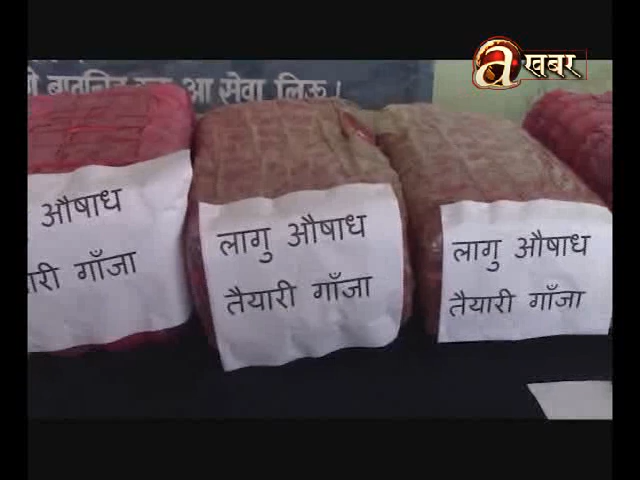 a खबर
आ सेवा लिऊ ।
औषाध
गाँजा
लागु औषाध
तैयारी गाँजा
लागु औषाध
तैयारी गाँजा